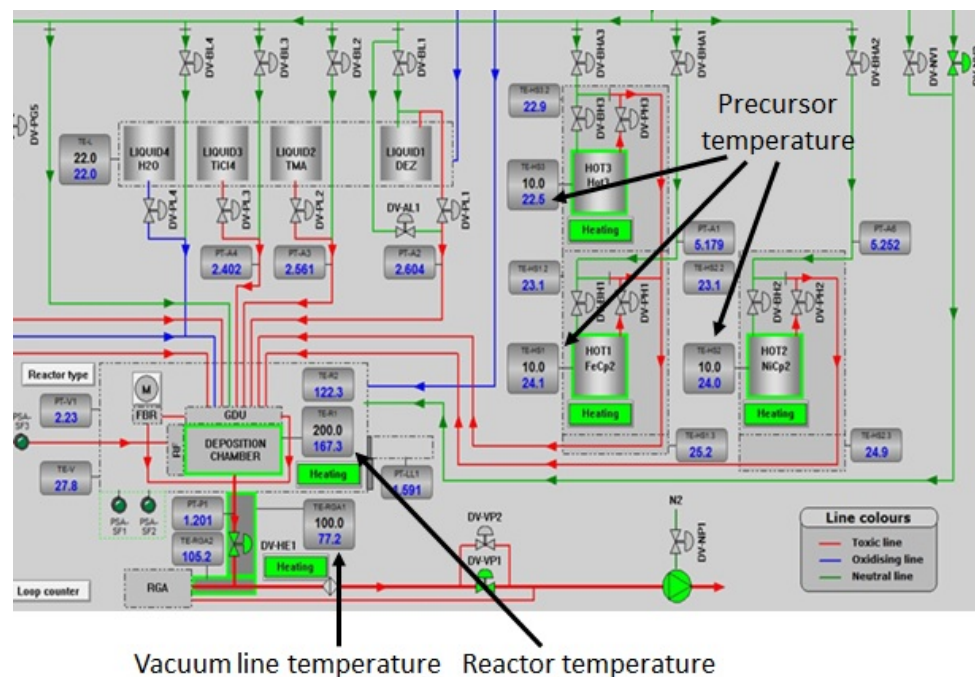 DV-PG5
DV-BL4
DV-BL3
DV-BL2
DV-BL1
DV-BHA3
DV-BHA1
DV-BHA2
DV-NV1
TE-L
22.0
22.0
LIQUID4
H2O
LIQUID3
TiCl4
LIQUID2
TMA
LIQUID1
DEZ
DV-PL4
DV-PL3
DV-PL2
DV-AL1
DV-PL1
PT-A4
2.402
PT-A3
2.561
PT-A2
2.604
TE-HS3.2
22.9
DV-BH3
DV-PH3
Precursor
temperature
TE-HS3
10.0
22.5
HOT3
Hot3
Heating
PT-A1
5.179
5.252
TE-HS1.2
23.1
DV-BH1
DV-PH1
TE-HS2.2
23.1
DV-BH2
DV-PH2
TE-HS1
10.0
24.1
HOT1
FeCp2
Heating
TE-HS2
10.0
24.0
HOT2
NiCp2
Heating
TE-HS1.3
25.2
TE-HS2.3
24.9
Reactor type
PSA-
SF3
PT-V1
2.23
TE-V
27.8
M
FBR
GDU
RF
DEPOSITION
CHAMBER
TE-R2
122.3
TE-R1
200.0
167.3
Heating
PT-LL1
1.591
PSA-
SF1
PSA-
SF2
PT-P1
1.201
TE-RGA2
105.2
TE-RGA1
100.0
77.2
DV-HE1
Heating
DV-VP2
DV-VP1
N2
DV-NP1
RGA
Loop counter
Line colours
Toxic line
Oxidising line
Neutral line
Vacuum line temperature
Reactor temperature